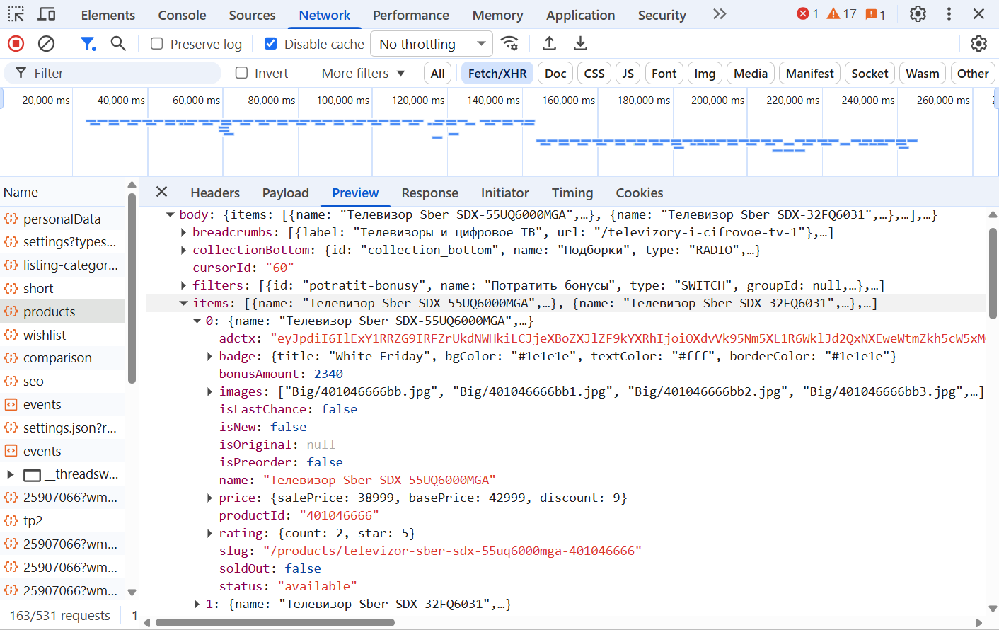 Elements Console Sources Network Performance Memory Application Security 1 17 1
Preserve log Disable cache No throttling
Filter Invert More filters All Fetch/XHR Doc CSS JS Font Img Media Manifest Socket Wasm Other
20,000 ms 40,000 ms 60,000 ms 80,000 ms 100,000 ms 120,000 ms 140,000 ms 160,000 ms 180,000 ms 200,000 ms 220,000 ms 240,000 ms 260,000 ms
Name
personalData
settings?types...
listing-categor...
short
products
wishlist
comparison
seo
events
settings.json?r...
events
__threadsw...
25907066?wm...
tp2
25907066?wm...
25907066?wm...
25907066?wm...
163/531 requests 1
Headers Payload Preview Response Initiator Timing Cookies
body: {items: [{name: "Телевизор Sber SDX-55UQ6000MGA",…}, {name: "Телевизор Sber SDX-32FQ6031",…},…],…}
breadcrumbs: [{label: "Телевизоры и цифровое ТВ", url: "/televizory-i-cifrovoe-tv-1"},…]
collectionBottom: {id: "collection_bottom", name: "Подборки", type: "RADIO",…}
cursorId: "60"
filters: [{id: "potratit-bonusy", name: "Потратить бонусы", type: "SWITCH", groupId: null,…},…]
items: [{name: "Телевизор Sber SDX-55UQ6000MGA",…}, {name: "Телевизор Sber SDX-32FQ6031",…},…]
0: {name: "Телевизор Sber SDX-55UQ6000MGA",…}
adctx:
badge: {title: "White Friday", bgColor: "#1e1e1e", textColor: "#fff", borderColor: "#1e1e1e"}
bonusAmount: 2340
images: ["Big/401046666bb.jpg", "Big/401046666bb1.jpg", "Big/401046666bb2.jpg", "Big/401046666bb3.jpg",…]
isLastChance: false
isNew: false
isOriginal: null
isPreorder: false
name: "Телевизор Sber SDX-55UQ6000MGA"
price: {salePrice: 38999, basePrice: 42999, discount: 9}
productId: "401046666"
rating: {count: 2, star: 5}
slug: "/products/televizor-sber-sdx-55uq6000mga-401046666"
soldOut: false
status: "available"
1: {name: "Телевизор Sber SDX-32FQ6031",…}